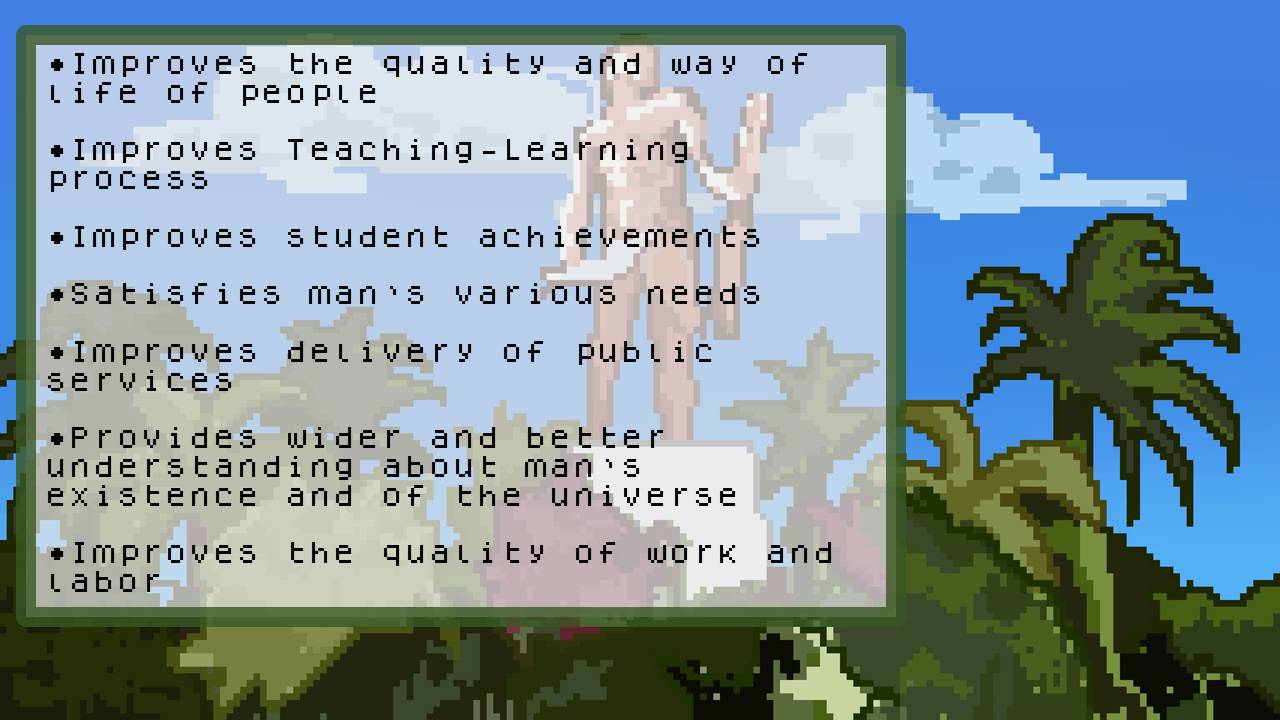 •Improves the quality and way of
life of people
•Improves Teaching-Learning
process
•Improves student achievements
•Satisfies man's various needs
•Improves delivery of public
services
•Provides wider and better
understanding about man's
existence and of the universe
•Improves the quality of work and
labor